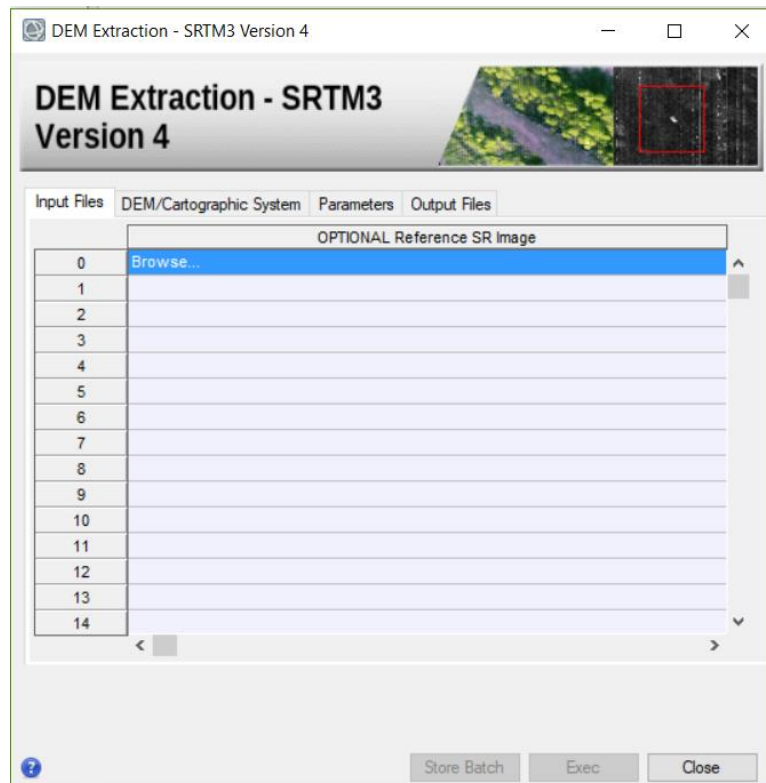 DEM Extraction - SRTM3 Version 4
DEM Extraction - SRTM3
Version 4
Input Files DEM/Cartographic System Parameters Output Files
OPTIONAL Reference SR Image
0 Browse...
1
2
3
4
5
6
7
8
9
10
11
12
13
14
? Store Batch Exec Close